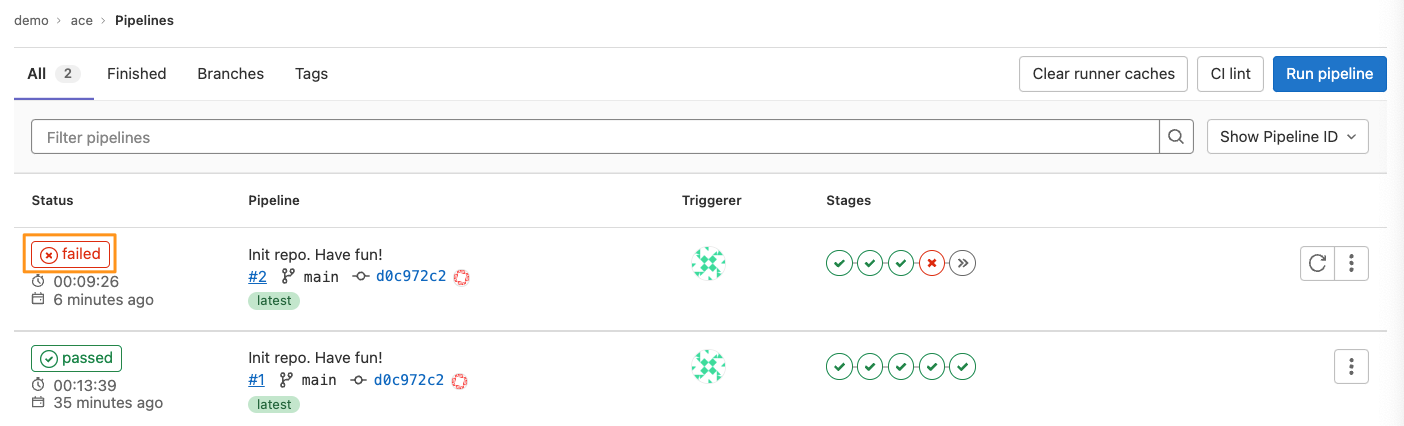 demo > ace > Pipelines
All 2 Finished Branches Tags Clear runner caches CI lint Run pipeline
Filter pipelines Show Pipeline ID
Status Pipeline Triggerer Stages
failed Init repo. Have fun!
00:09:26 #2 main d0c972c2
6 minutes ago latest
passed Init repo. Have fun!
00:13:39 #1 main d0c972c2
35 minutes ago latest